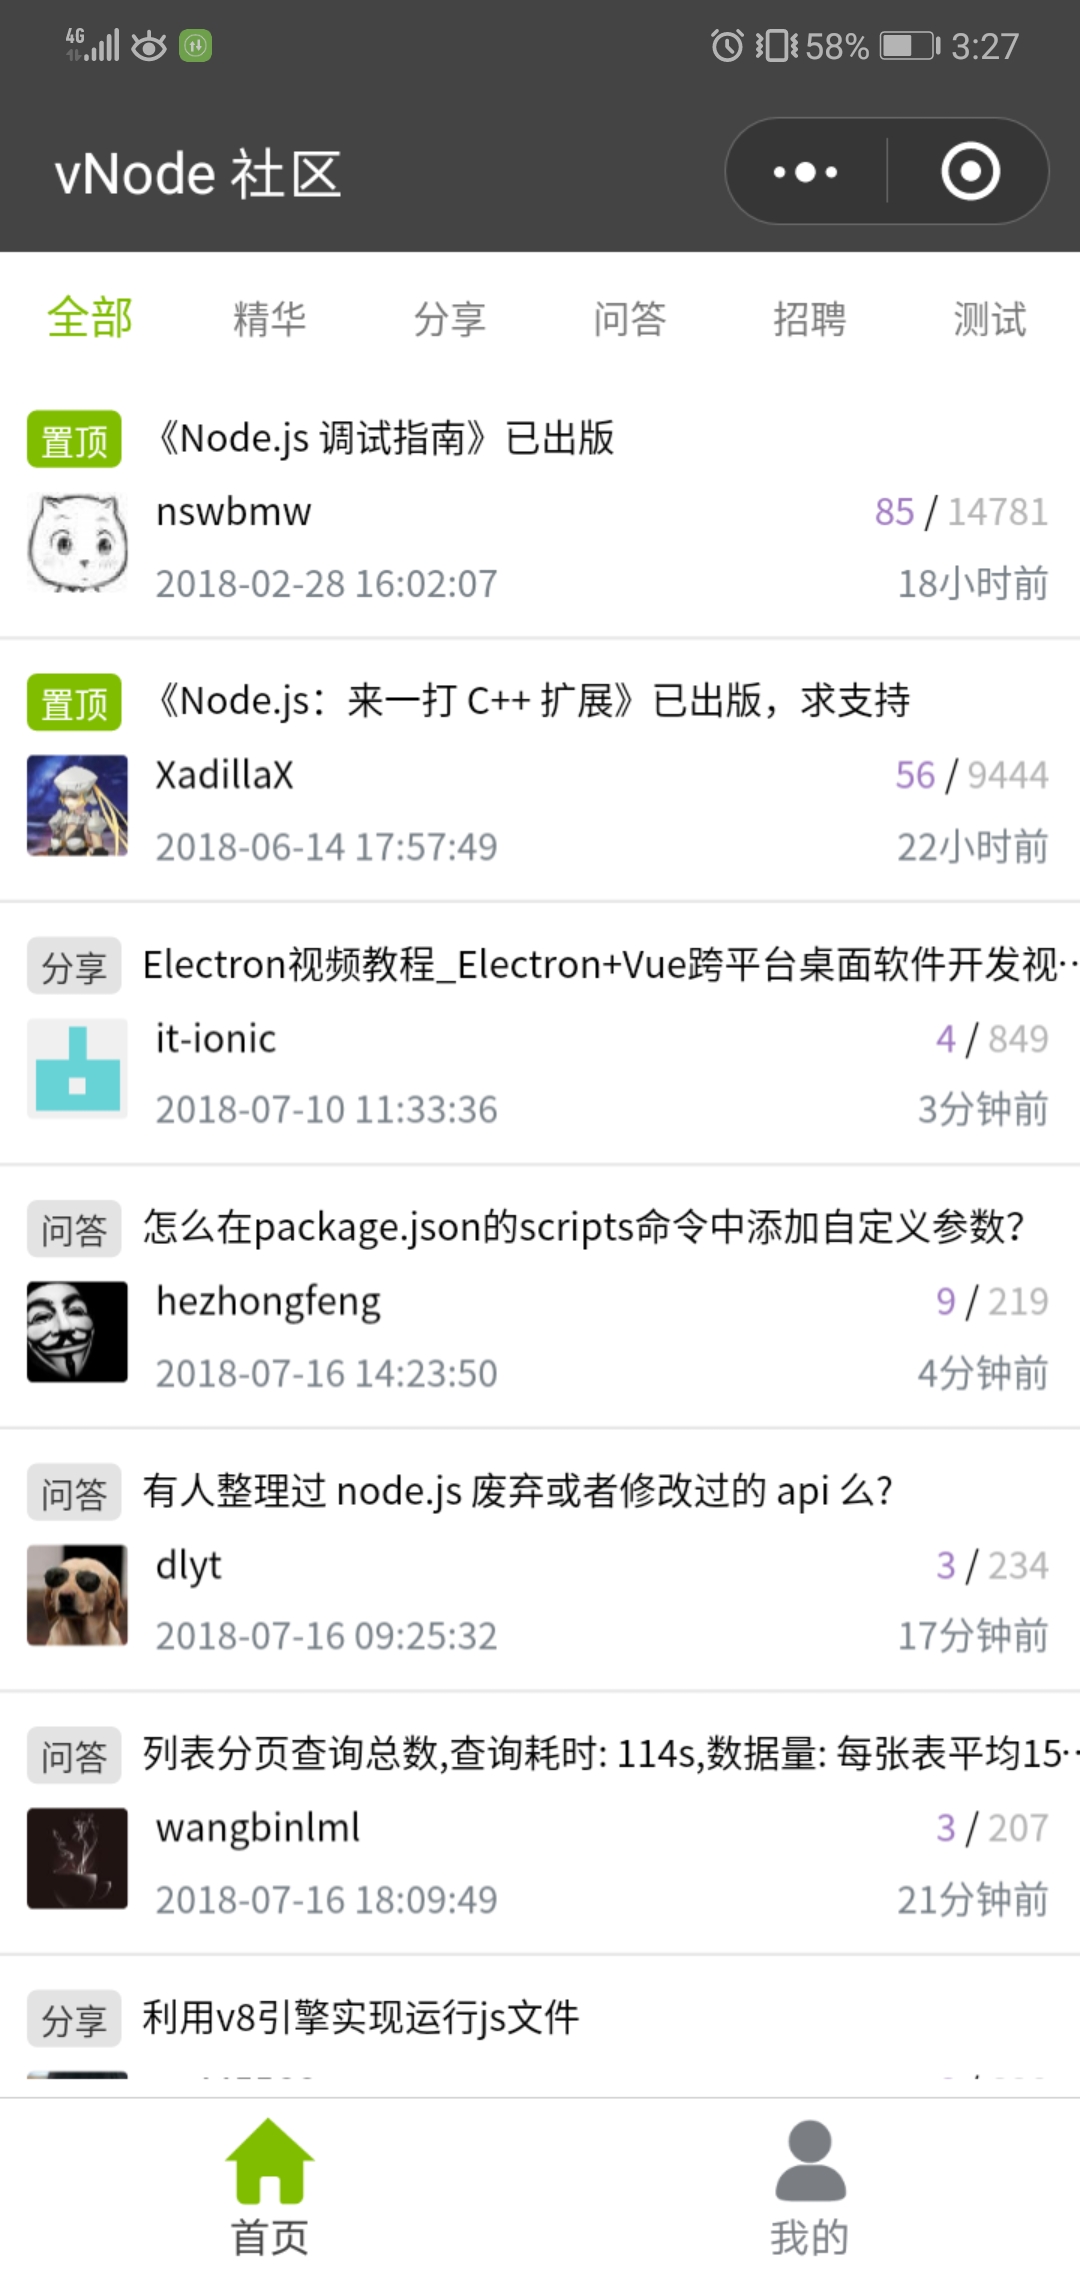 4G 58% 3:27
vNode 社区
全部 精华 分享 问答 招聘 测试
置顶 《Node.js 调试指南》已出版
nswbmw 85 / 14781
2018-02-28 16:02:07 18小时前
置顶 《Node.js：来一打 C++ 扩展》已出版，求支持
XadillaX 56 / 9444
2018-06-14 17:57:49 22小时前
分享 Electron视频教程_Electron+Vue跨平台桌面软件开发视…
it-ionic 4 / 849
2018-07-10 11:33:36 3分钟前
问答 怎么在package.json的scripts命令中添加自定义参数?
hezhongfeng 9 / 219
2018-07-16 14:23:50 4分钟前
问答 有人整理过 node.js 废弃或者修改过的 api 么?
dlyt 3 / 234
2018-07-16 09:25:32 17分钟前
问答 列表分页查询总数,查询耗时: 114s,数据量: 每张表平均15…
wangbinlml 3 / 207
2018-07-16 18:09:49 21分钟前
分享 利用v8引擎实现运行js文件
首页 我的